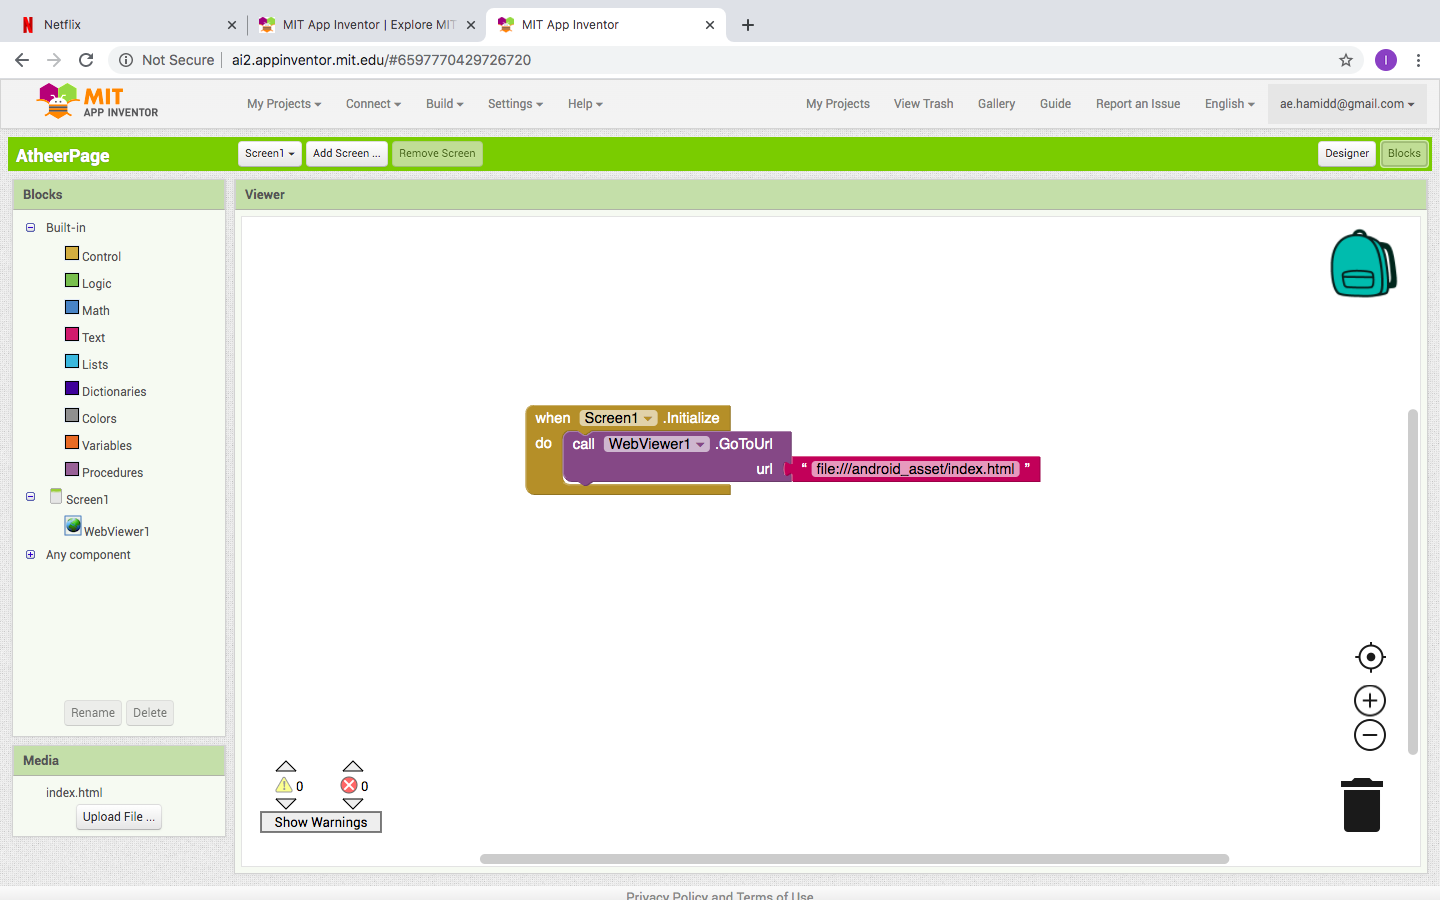 Netflix
MIT App Inventor | Explore MIT
MIT App Inventor
Not Secure
ai2.appinventor.mit.edu/#6597770429726720
I
MIT
APP INVENTOR
My Projects
Connect
Build
Settings
Help
My Projects
View Trash
Gallery
Guide
Report an Issue
English
ae.hamidd@gmail.com
AtheerPage
Screen1
Add Screen ...
Remove Screen
Designer
Blocks
Blocks
Viewer
Built-in
Control
Logic
Math
Text
Lists
Dictionaries
Colors
Variables
Procedures
Screen1
WebViewer1
Any component
Rename
Delete
Media
index.html
Upload File ...
when Screen1 .Initialize
do call WebViewer1 .GoToUrl
url “ file:///android_asset/index.html ”
0
0
Show Warnings
Privacy Policy and Terms of Use